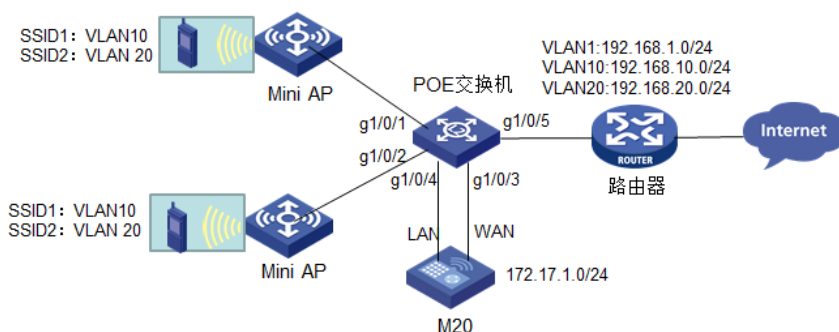 SSID1：VLAN10
SSID2：VLAN 20
Mini AP
POE交换机
VLAN1:192.168.1.0/24
VLAN10:192.168.10.0/24
VLAN20:192.168.20.0/24
g1/0/1
g1/0/5
Internet
ROUTER
路由器
g1/0/2
g1/0/4
g1/0/3
SSID1：VLAN10
SSID2：VLAN 20
Mini AP
LAN
WAN
172.17.1.0/24
M20